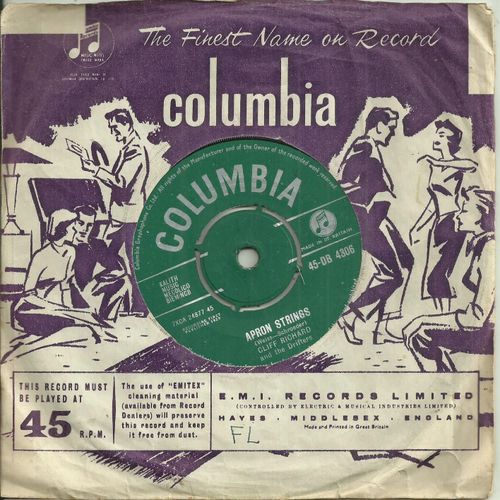 The Finest Name on Record
columbia
COLUMBIA
MADE IN GT. BRITAIN
45-DB 4306
7XCA 24877 45
APRON STRINGS
(Weiss—Schroeder)
CLIFF RICHARD
and the Drifters
THIS RECORD MUST
BE PLAYED AT
45 R.P.M.
The use of "EMITEX"
cleaning material
(available from Record
Dealers) will preserve
this record and keep
it free from dust.
E.M.I. RECORDS LIMITED
(CONTROLLED BY ELECTRIC & MUSICAL INDUSTRIES LIMITED)
HAYES · MIDDLESEX · ENGLAND
Made and Printed in Great Britain
FL